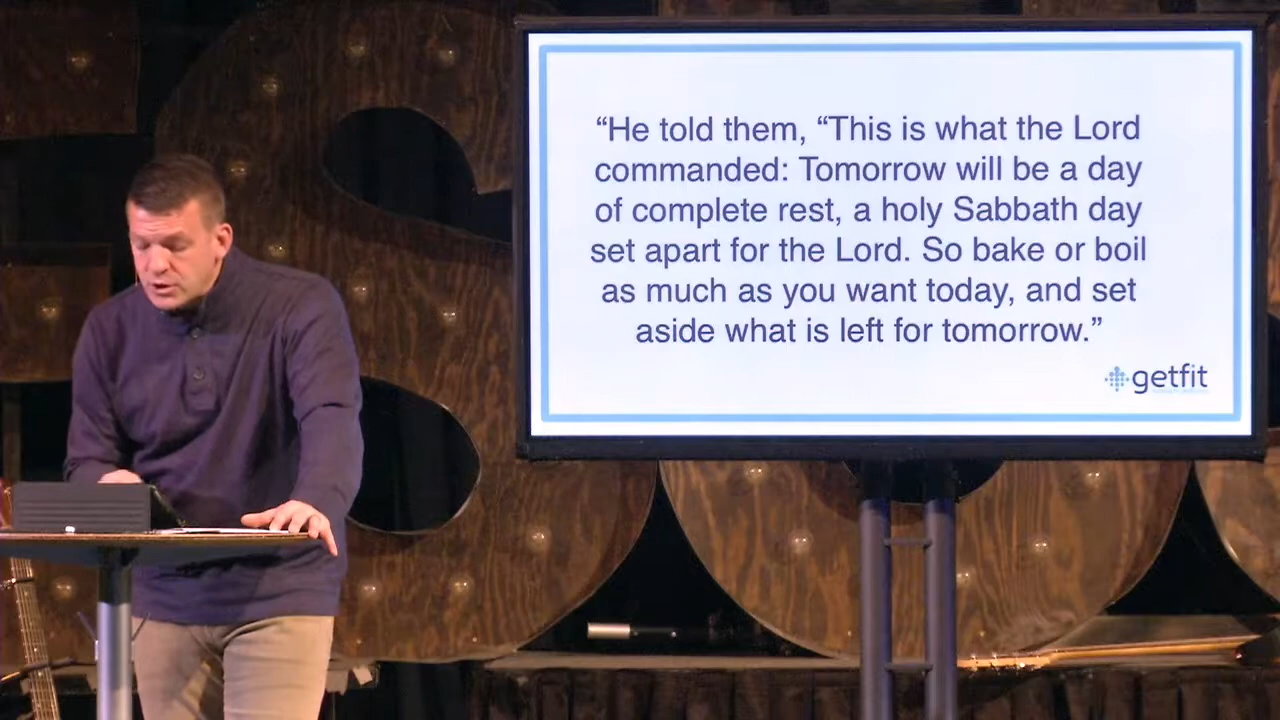 “He told them, “This is what the Lord
commanded: Tomorrow will be a day
of complete rest, a holy Sabbath day
set apart for the Lord. So bake or boil
as much as you want today, and set
aside what is left for tomorrow.”
getfit